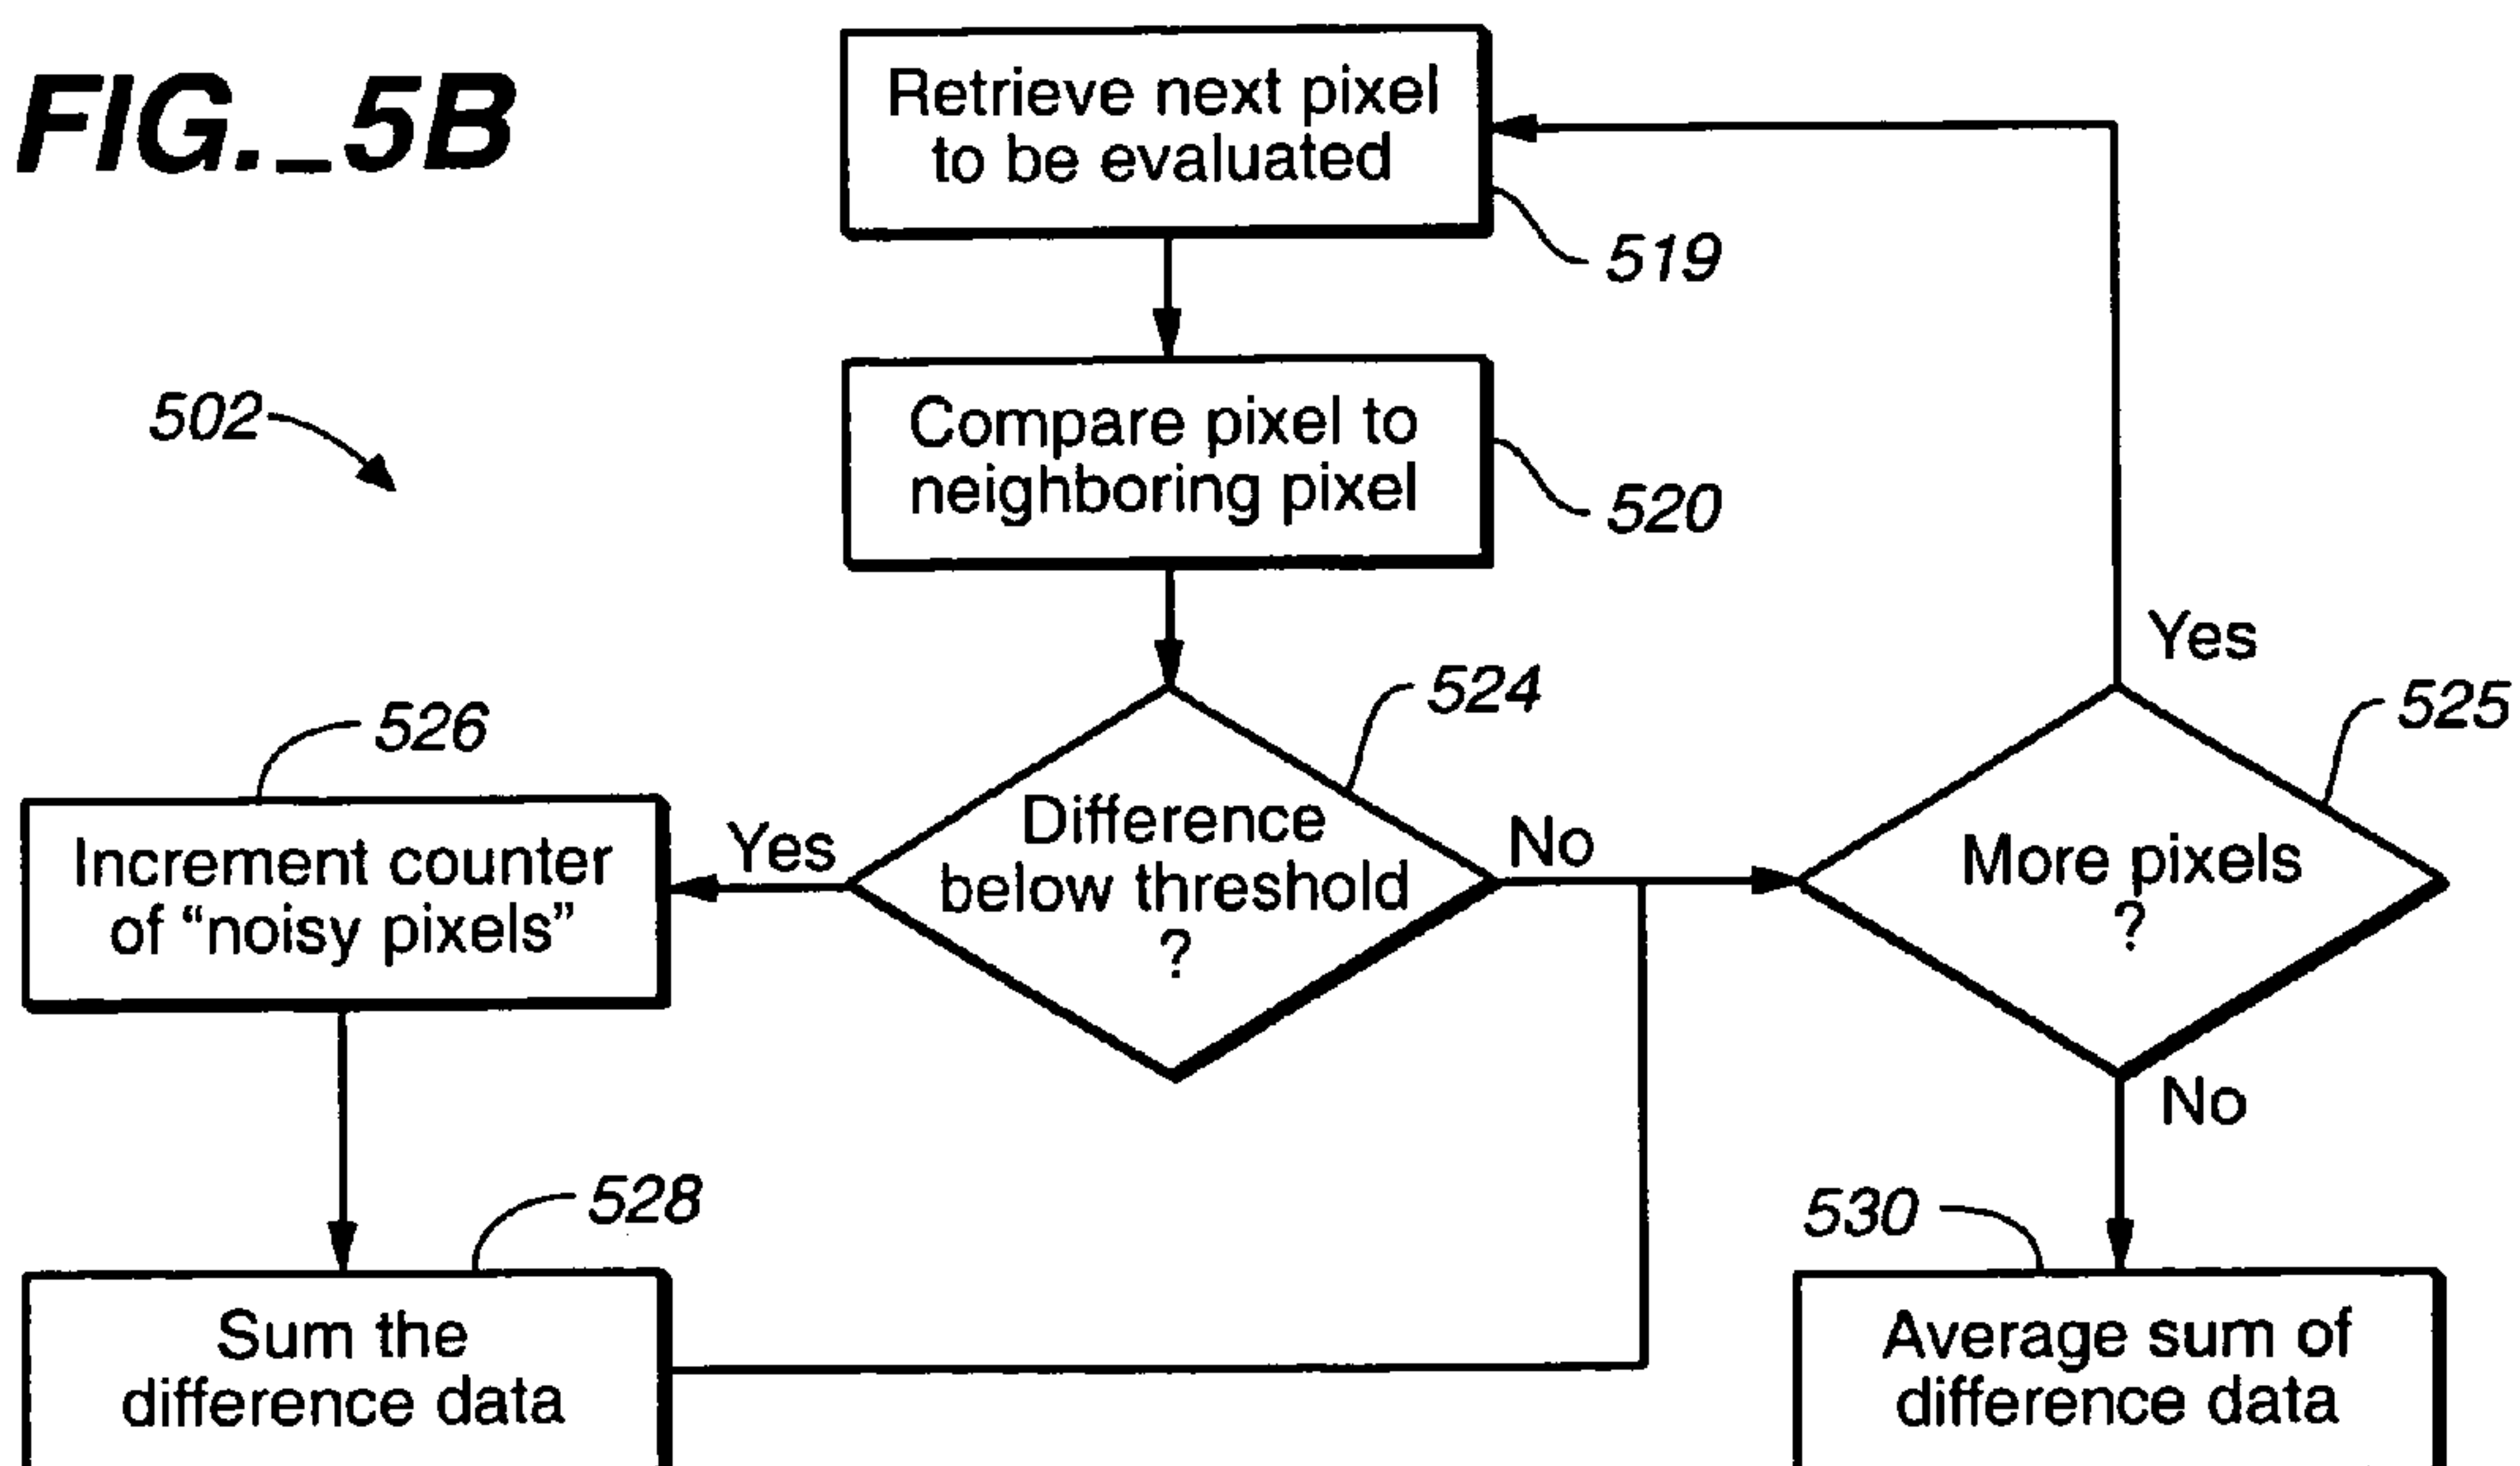 FIG._5B
Retrieve next pixel
to be evaluated
519
502
Compare pixel to
neighboring pixel
520
Yes
524
525
526
Increment counter
of “noisy pixels”
Yes
Difference
below threshold
?
No
More pixels
?
No
528
530
Sum the
difference data
Average sum of
difference data